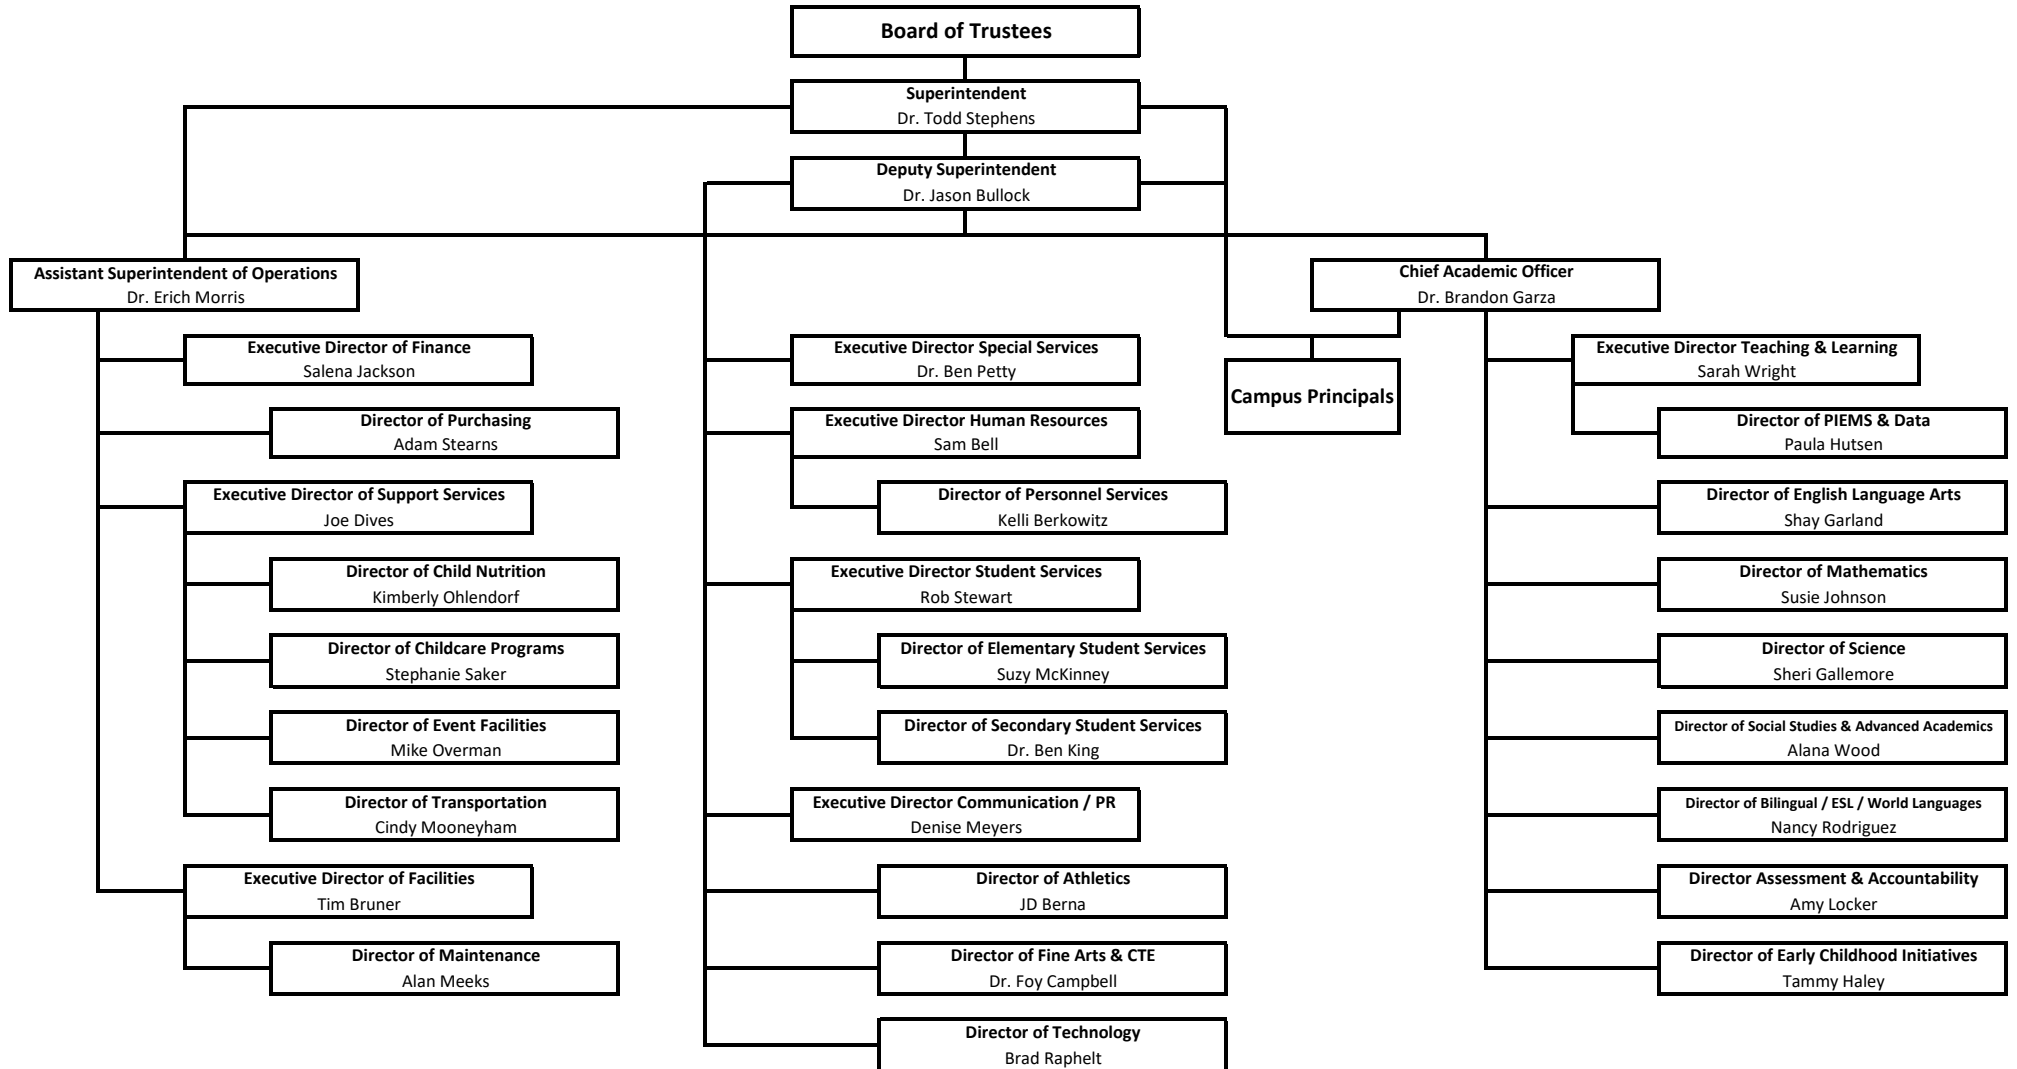 Board of Trustees
Superintendent
Dr. Todd Stephens
Deputy Superintendent
Dr. Jason Bullock
Assistant Superintendent of Operations
Dr. Erich Morris
Executive Director of Finance
Salena Jackson
Director of Purchasing
Adam Stearns
Executive Director of Support Services
Joe Dives
Director of Child Nutrition
Kimberly Ohlendorf
Director of Childcare Programs
Stephanie Saker
Director of Event Facilities
Mike Overman
Director of Transportation
Cindy Mooneyham
Executive Director of Facilities
Tim Bruner
Director of Maintenance
Alan Meeks
Executive Director Special Services
Dr. Ben Petty
Executive Director Human Resources
Sam Bell
Director of Personnel Services
Kelli Berkowitz
Executive Director Student Services
Rob Stewart
Director of Elementary Student Services
Suzy McKinney
Director of Secondary Student Services
Dr. Ben King
Executive Director Communication / PR
Denise Meyers
Director of Athletics
JD Berna
Director of Fine Arts & CTE
Dr. Foy Campbell
Director of Technology
Brad Raphelt
Campus Principals
Chief Academic Officer
Dr. Brandon Garza
Executive Director Teaching & Learning
Sarah Wright
Director of PIEMS & Data
Paula Hutsen
Director of English Language Arts
Shay Garland
Director of Mathematics
Susie Johnson
Director of Science
Sheri Gallemore
Director of Social Studies & Advanced Academics
Alana Wood
Director of Bilingual / ESL / World Languages
Nancy Rodriguez
Director Assessment & Accountability
Amy Locker
Director of Early Childhood Initiatives
Tammy Haley